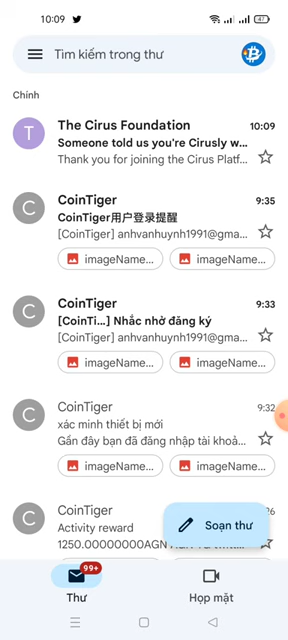 10:09
47
Tìm kiếm trong thư
Chính
T
The Cirus Foundation 10:09
Someone told us you're Cirusly w...
Thank you for joining the Cirus Platf...
C
CoinTiger 9:35
CoinTiger用户登录提醒
[CoinTiger] anhvanhuynh1991@gma...
imageName... imageName...
C
CoinTiger 9:33
[CoinTi...] Nhắc nhở đăng ký
[CoinTiger] anhvanhuynh1991@gma...
imageName... imageName...
C
CoinTiger 9:32
xác minh thiết bị mới
Gần đây bạn đã đăng nhập tài khoả...
imageName... imageName...
C
CoinTiger
Activity reward
1250.00000000AGN
Soạn thư
99+
Thư Họp mặt